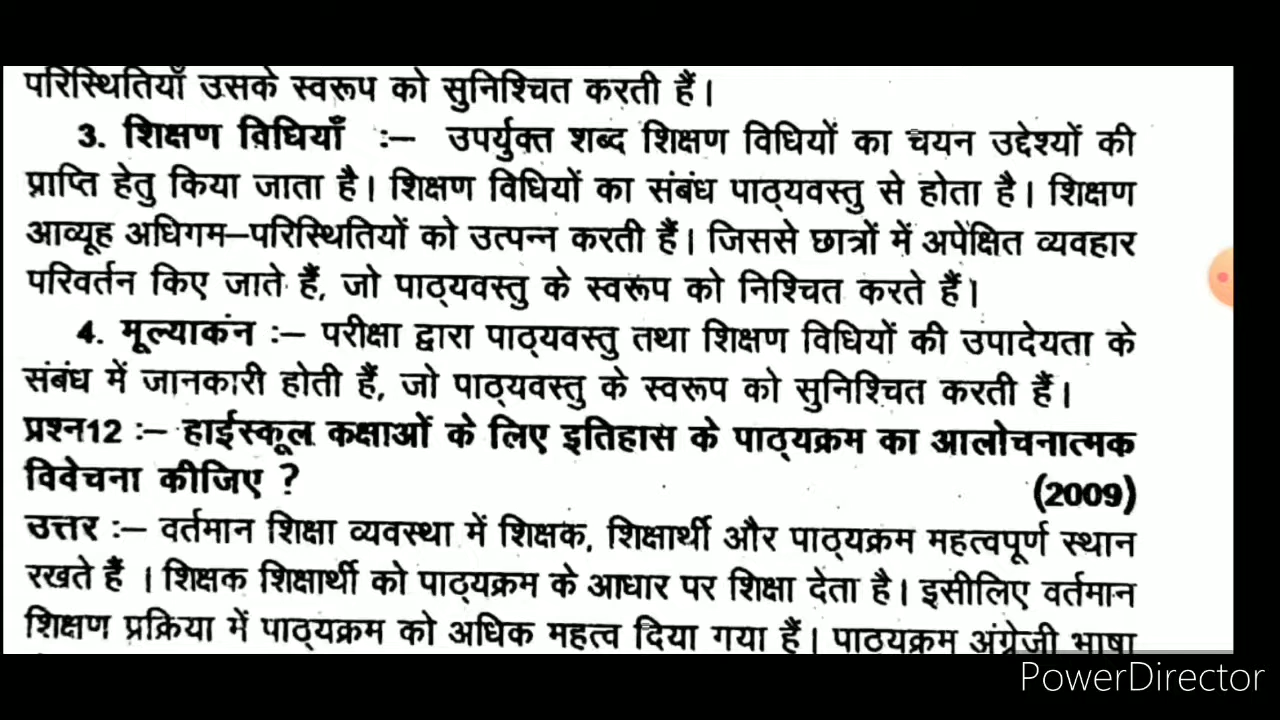 परिस्थितियाँ उसके स्वरूप को सुनिश्चित करती हैं।
3. शिक्षण विधियाँ :– उपर्युक्त शब्द शिक्षण विधियों का चयन उद्देश्यों की
प्राप्ति हेतु किया जाता है। शिक्षण विधियों का संबंध पाठ्यवस्तु से होता है। शिक्षण
आव्यूह अधिगम–परिस्थितियों को उत्पन्न करती हैं। जिससे छात्रों में अपेक्षित व्यवहार
परिवर्तन किए जाते हैं, जो पाठ्यवस्तु के स्वरूप को निश्चित करते हैं।
4. मूल्याकंन :– परीक्षा द्वारा पाठ्यवस्तु तथा शिक्षण विधियों की उपादेयता के
संबंध में जानकारी होती हैं, जो पाठ्यवस्तु के स्वरूप को सुनिश्चित करती हैं।
प्रश्न12 :– हाईस्कूल कक्षाओं के लिए इतिहास के पाठ्यक्रम का आलोचनात्मक
विवेचना कीजिए ? (2009)
उत्तर :– वर्तमान शिक्षा व्यवस्था में शिक्षक, शिक्षार्थी और पाठ्यक्रम महत्वपूर्ण स्थान
रखते हैं । शिक्षक शिक्षार्थी को पाठ्यक्रम के आधार पर शिक्षा देता है। इसीलिए वर्तमान
शिक्षण प्रक्रिया में पाठ्यक्रम को अधिक महत्व दिया गया हैं। पाठयक्रम अंग्रेजी भाषा
PowerDirector